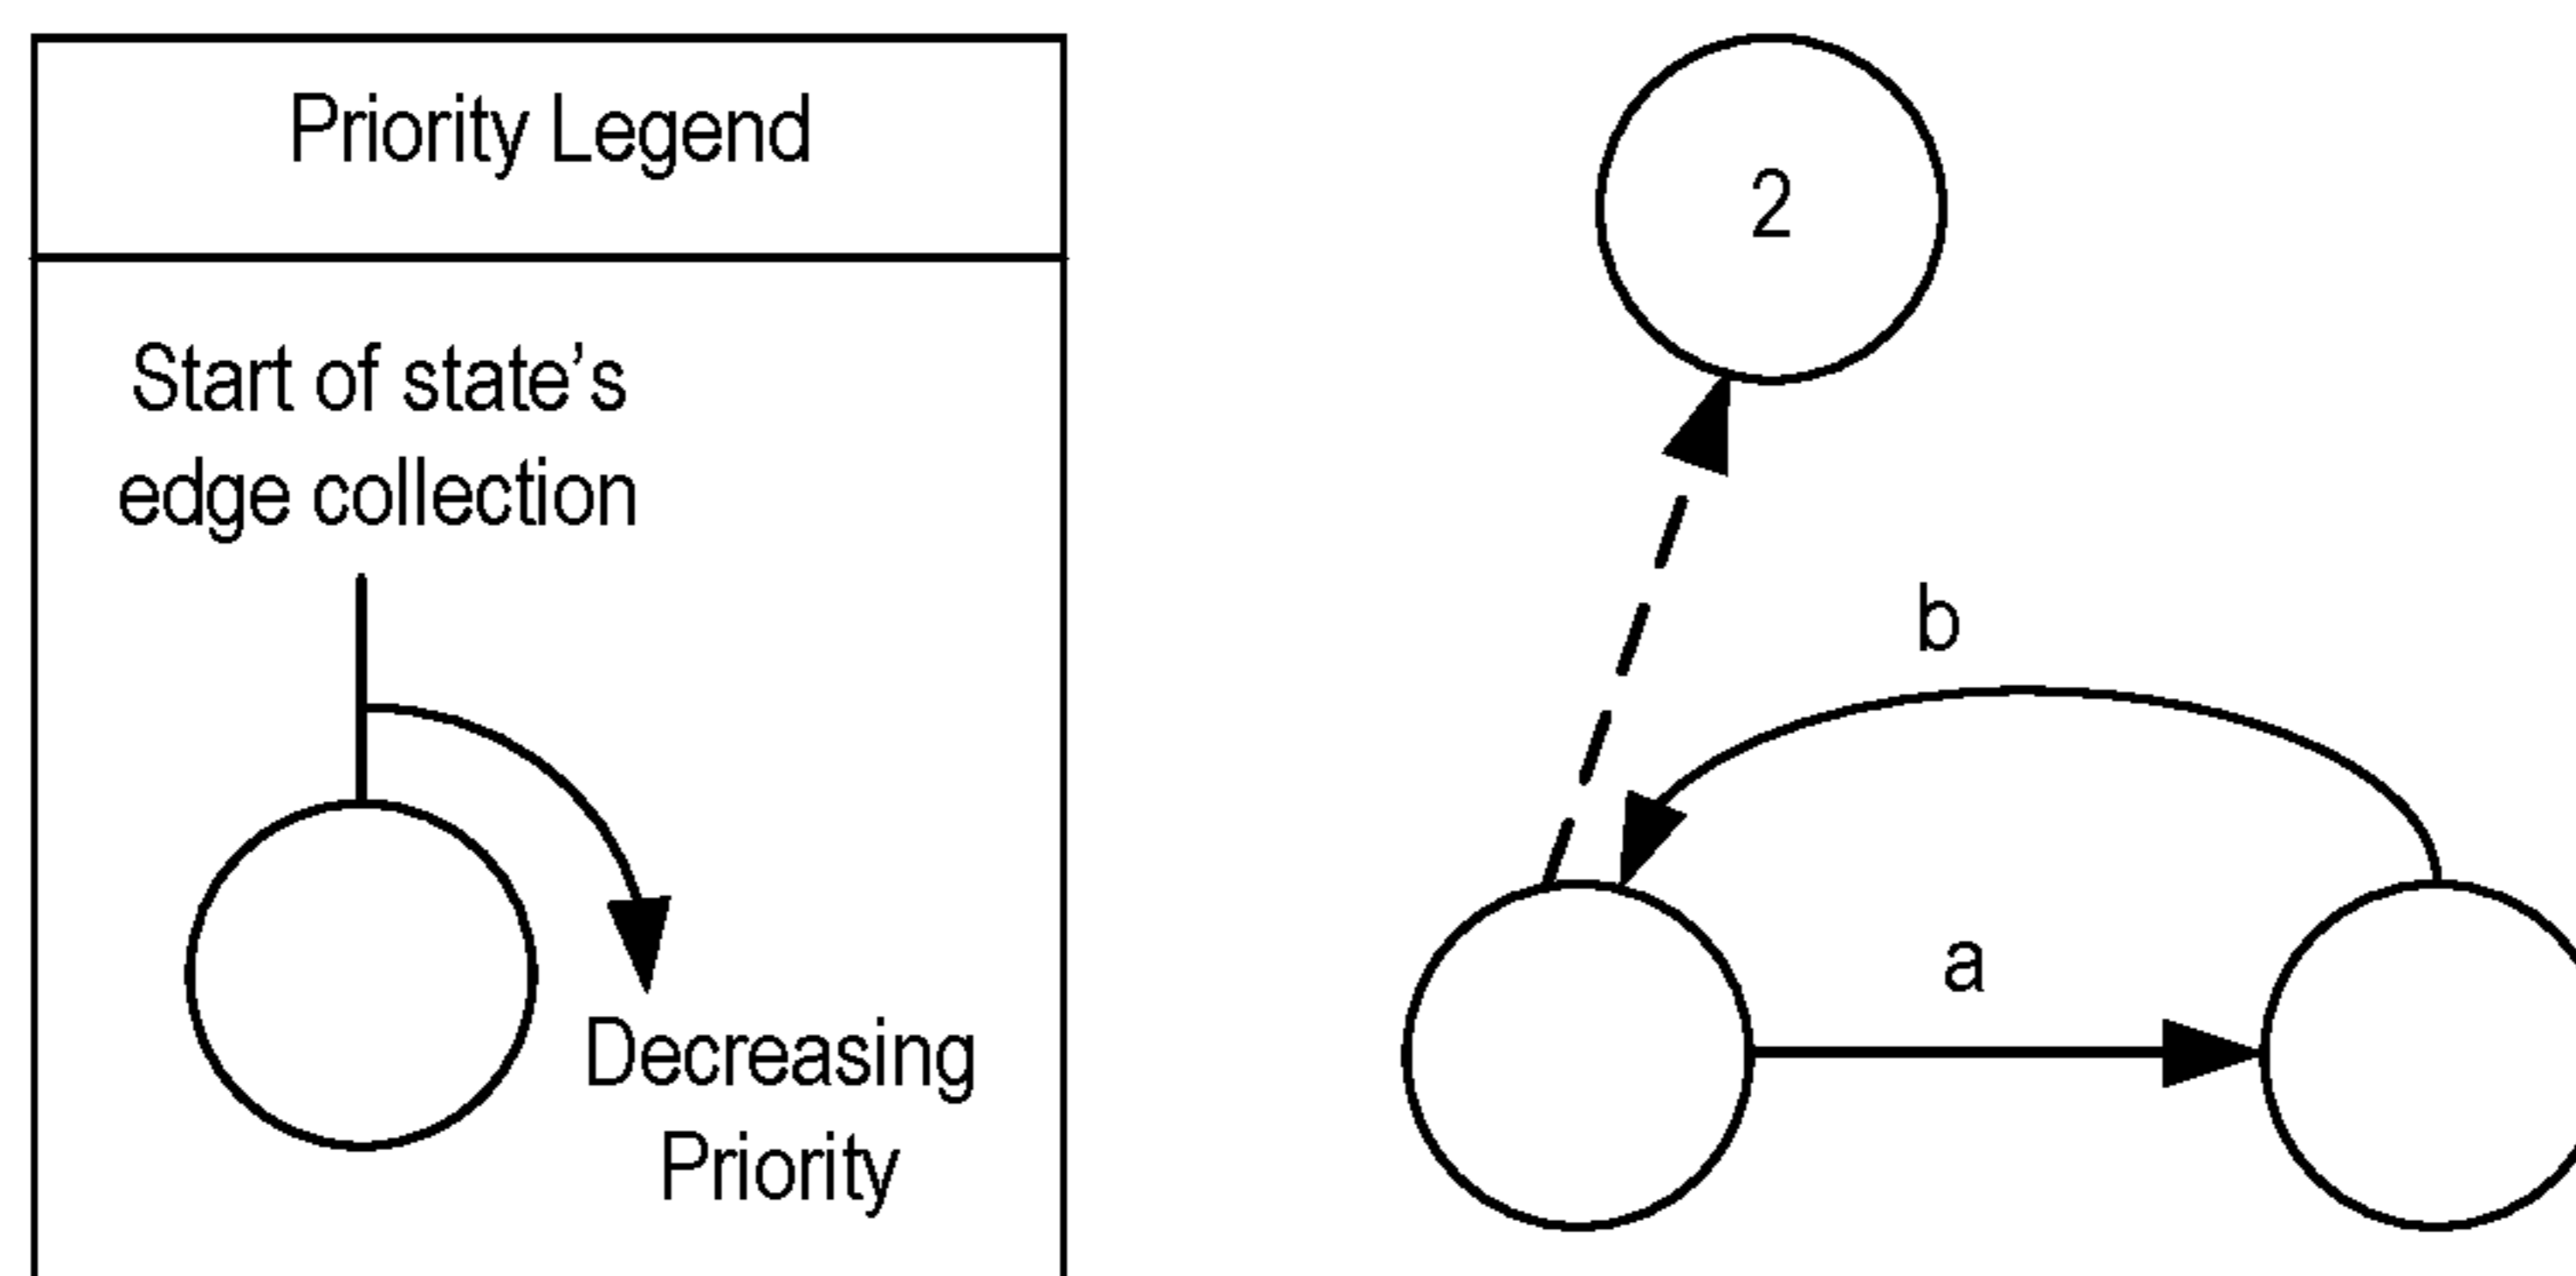 Priority Legend
Start of state’s
edge collection
Decreasing
Priority
2
b
a